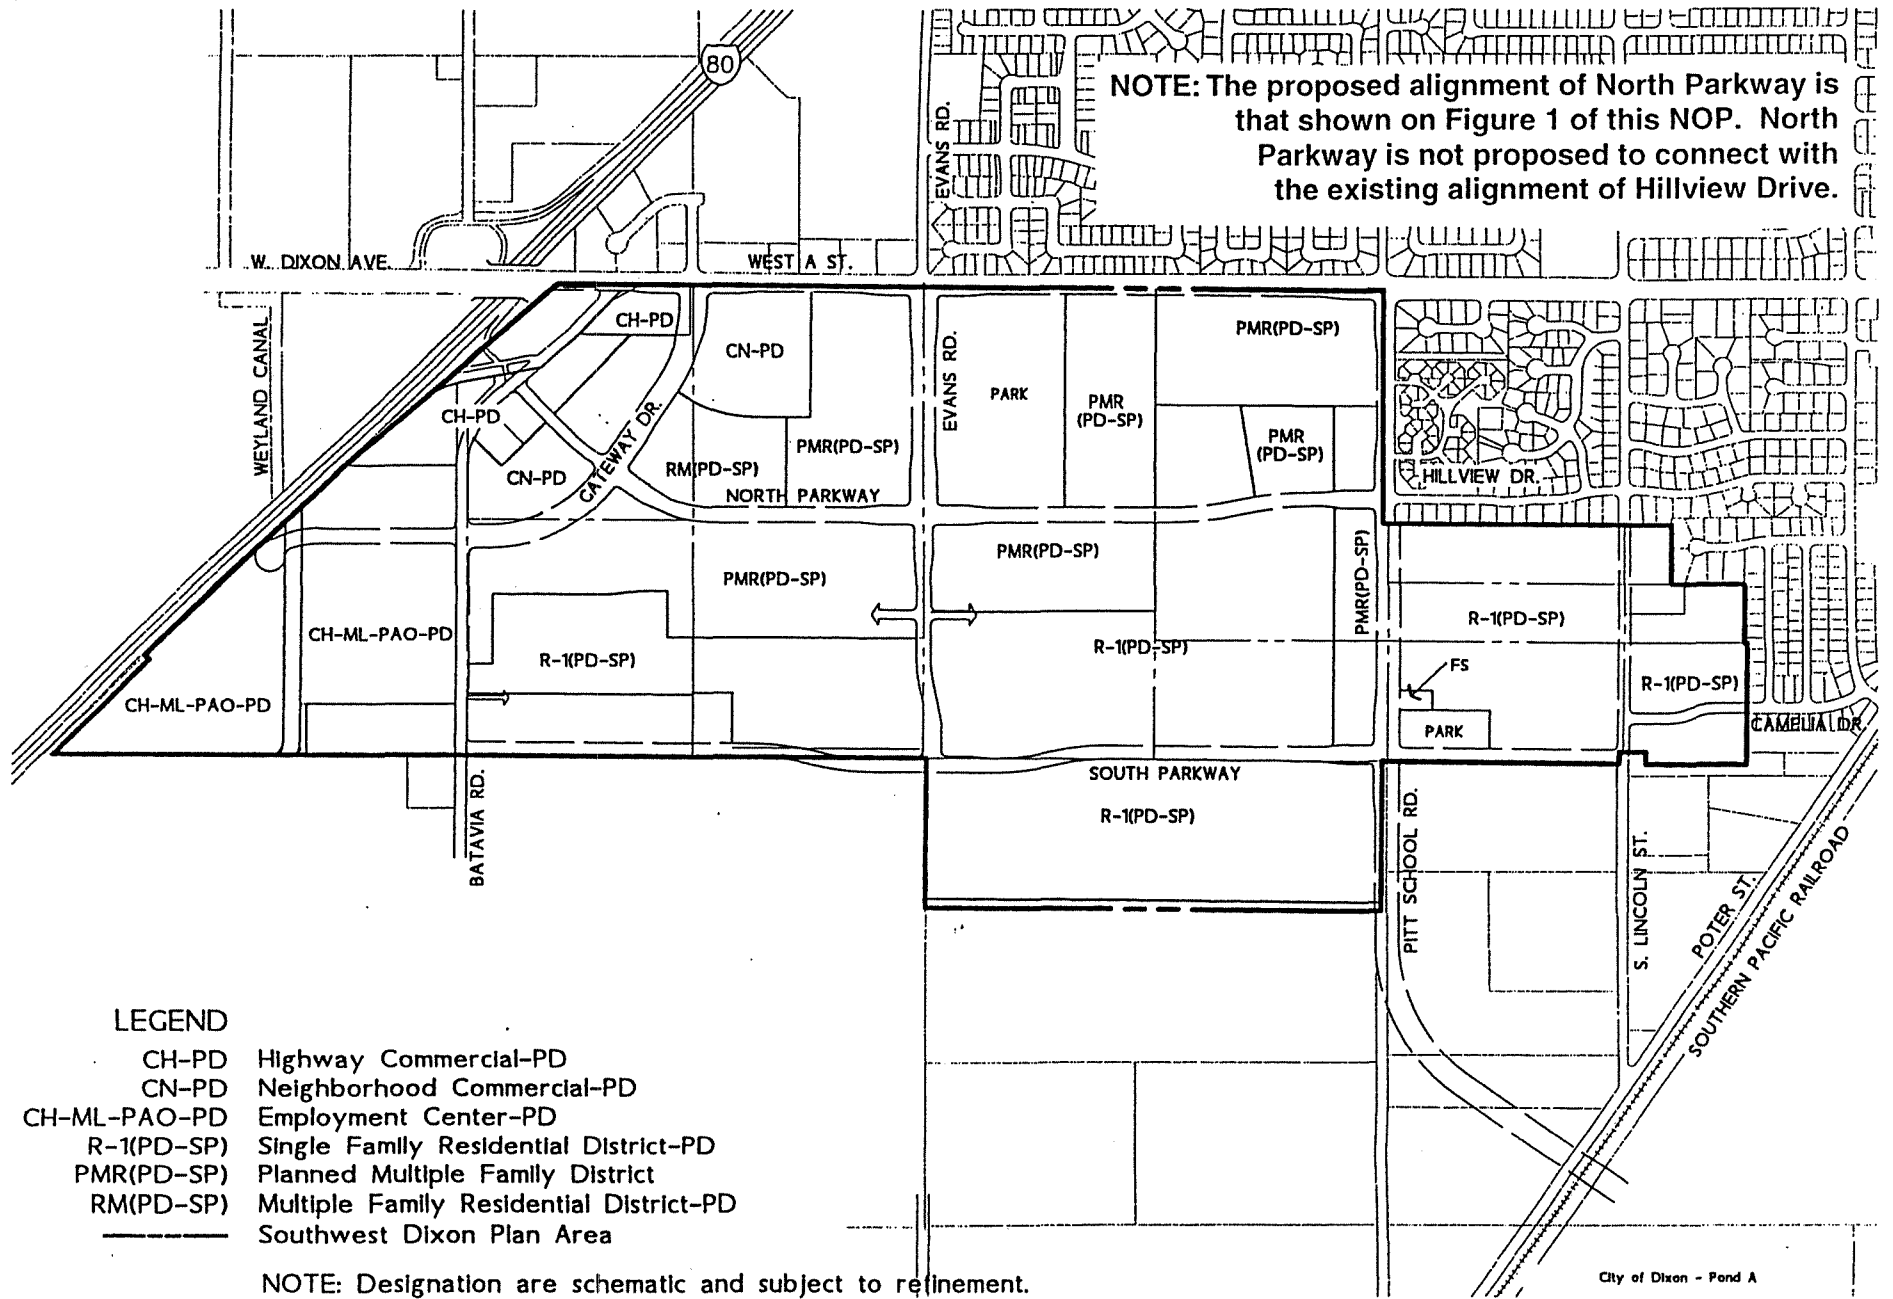 80
NOTE: The proposed alignment of North Parkway is
that shown on Figure 1 of this NOP. North
Parkway is not proposed to connect with
the existing alignment of Hillview Drive.
EVANS RD.
W. DIXON AVE.
WEST A ST.
WEYLAND CANAL
CH-PD
CN-PD
EVANS RD.
PARK
PMR
(PD-SP)
PMR(PD-SP)
CH-PD
CN-PD
GATEWAY DR.
RM(PD-SP)
PMR(PD-SP)
NORTH PARKWAY
PMR
(PD-SP)
HILLVIEW DR.
PMR(PD-SP)
PMR(PD-SP)
PMR(PD-SP)
CH-ML-PAO-PD
R-1(PD-SP)
R-1(PD-SP)
R-1(PD-SP)
FS
R-1(PD-SP)
CH-ML-PAO-PD
PARK
CAMELIA DR.
SOUTH PARKWAY
R-1(PD-SP)
BATAVIA RD.
PITT SCHOOL RD.
S. LINCOLN ST.
POTER ST.
SOUTHERN PACIFIC RAILROAD
LEGEND
CH-PD Highway Commercial-PD
CN-PD Neighborhood Commercial-PD
CH-ML-PAO-PD Employment Center-PD
R-1(PD-SP) Single Family Residential District-PD
PMR(PD-SP) Planned Multiple Family District
RM(PD-SP) Multiple Family Residential District-PD
Southwest Dixon Plan Area
NOTE: Designation are schematic and subject to refinement.
City of Dixon - Pond A